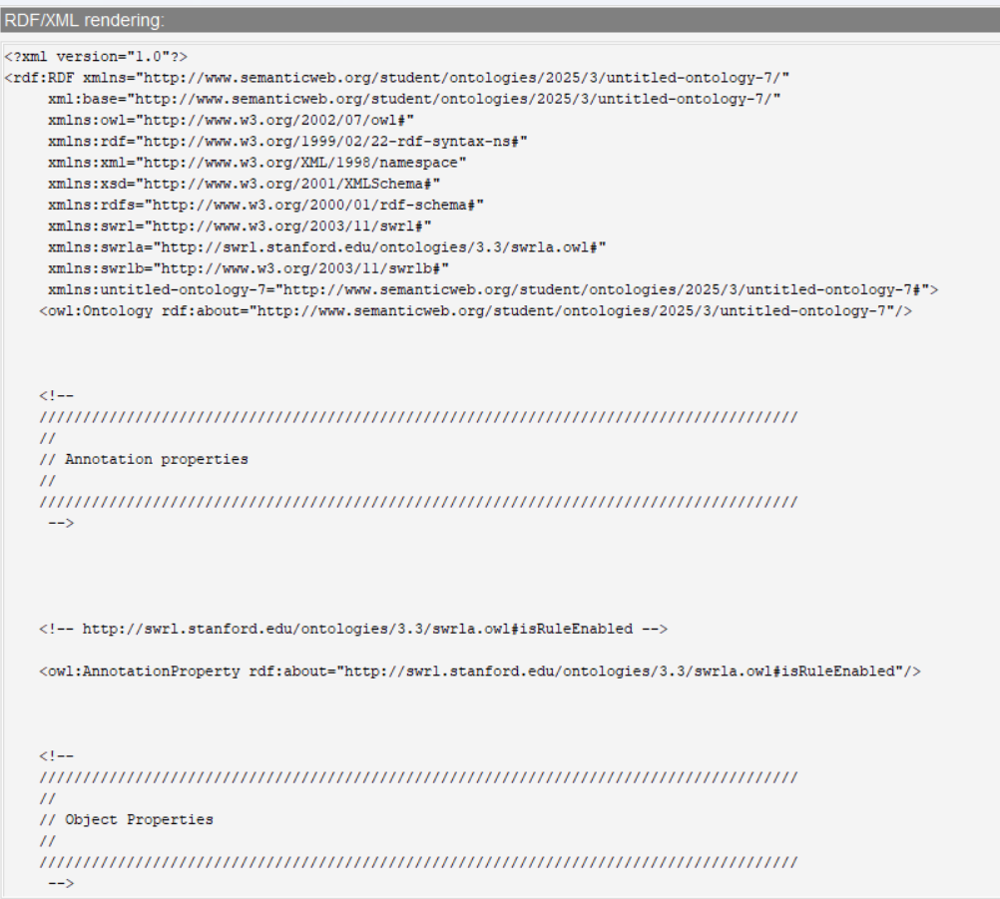 RDF/XML rendering:
<?xml version="1.0"?>
<rdf:RDF xmlns="http://www.semanticweb.org/student/ontologies/2025/3/untitled-ontology-7/"
xml:base="http://www.semanticweb.org/student/ontologies/2025/3/untitled-ontology-7/"
xmlns:owl="http://www.w3.org/2002/07/owl#"
xmlns:rdf="http://www.w3.org/1999/02/22-rdf-syntax-ns#"
xmlns:xml="http://www.w3.org/XML/1998/namespace"
xmlns:xsd="http://www.w3.org/2001/XMLSchema#"
xmlns:rdfs="http://www.w3.org/2000/01/rdf-schema#"
xmlns:swrl="http://www.w3.org/2003/11/swrl#"
xmlns:swrla="http://swrl.stanford.edu/ontologies/3.3/swrla.owl#"
xmlns:swrlb="http://www.w3.org/2003/11/swrlb#"
xmlns:untitled-ontology-7="http://www.semanticweb.org/student/ontologies/2025/3/untitled-ontology-7#">
<owl:Ontology rdf:about="http://www.semanticweb.org/student/ontologies/2025/3/untitled-ontology-7"/>
<!--
///////////////////////////////////////////////////////////////////////////////////////
//
// Annotation properties
//
///////////////////////////////////////////////////////////////////////////////////////
-->
<!-- http://swrl.stanford.edu/ontologies/3.3/swrla.owl#isRuleEnabled -->
<owl:AnnotationProperty rdf:about="http://swrl.stanford.edu/ontologies/3.3/swrla.owl#isRuleEnabled"/>
<!--
///////////////////////////////////////////////////////////////////////////////////////
//
// Object Properties
//
///////////////////////////////////////////////////////////////////////////////////////
-->